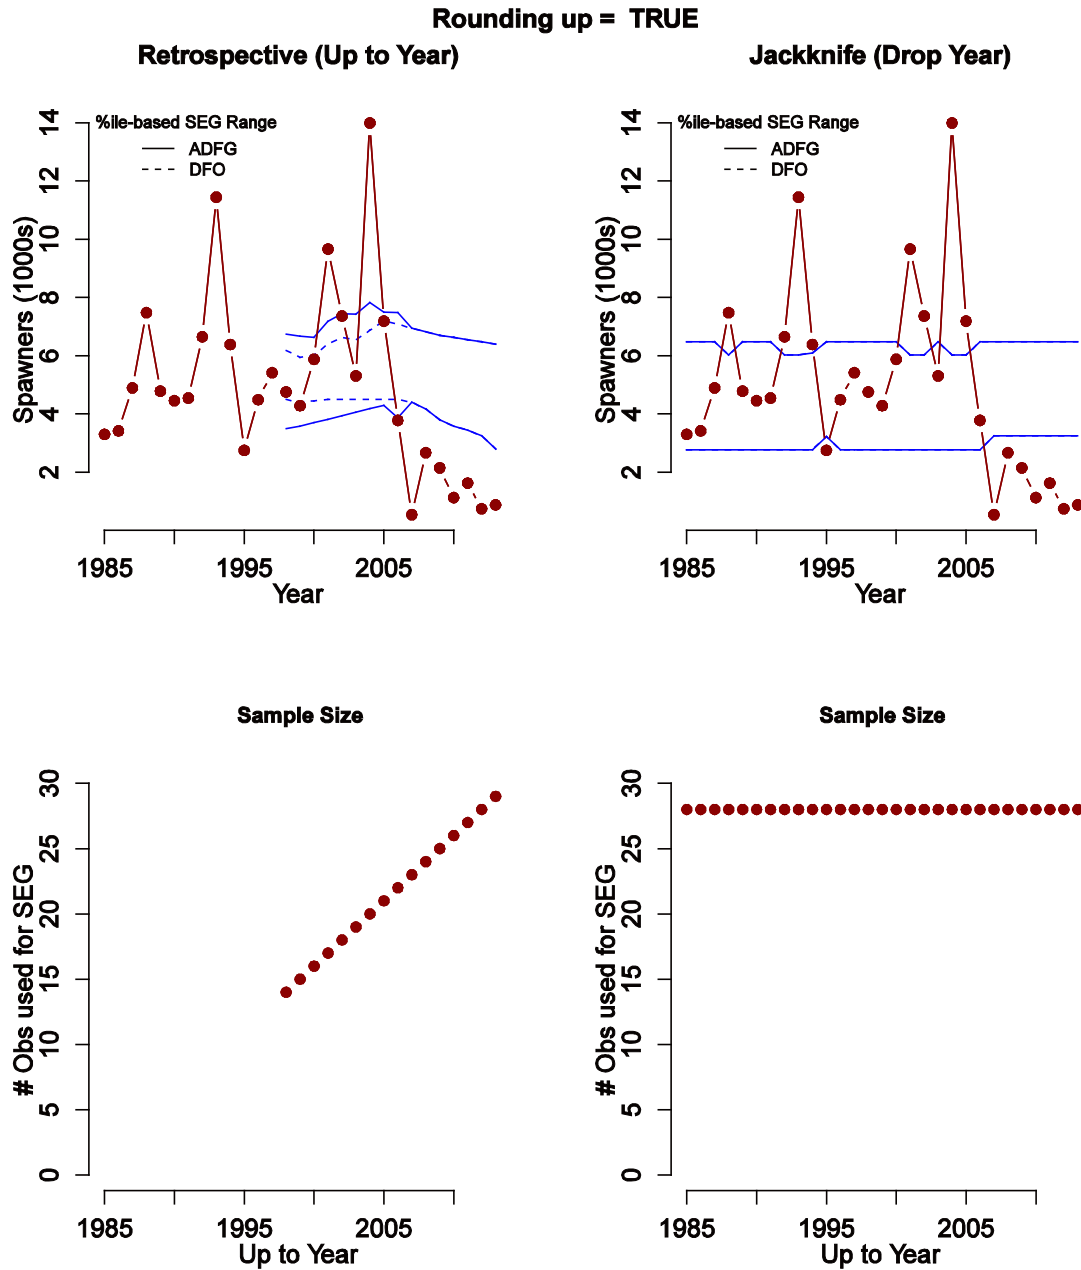 Rounding up = TRUE
Retrospective (Up to Year)
%ile-based SEG Range
ADFG
DFO
Spawners (1000s)
14
12
10
8
6
4
2
1985
1995
2005
Year
Jackknife (Drop Year)
%ile-based SEG Range
ADFG
DFO
Spawners (1000s)
14
12
10
8
6
4
2
1985
1995
2005
Year
Sample Size
# Obs used for SEG
30
25
20
15
10
5
0
1985
1995
2005
Up to Year
Sample Size
# Obs used for SEG
30
25
20
15
10
5
0
1985
1995
2005
Up to Year